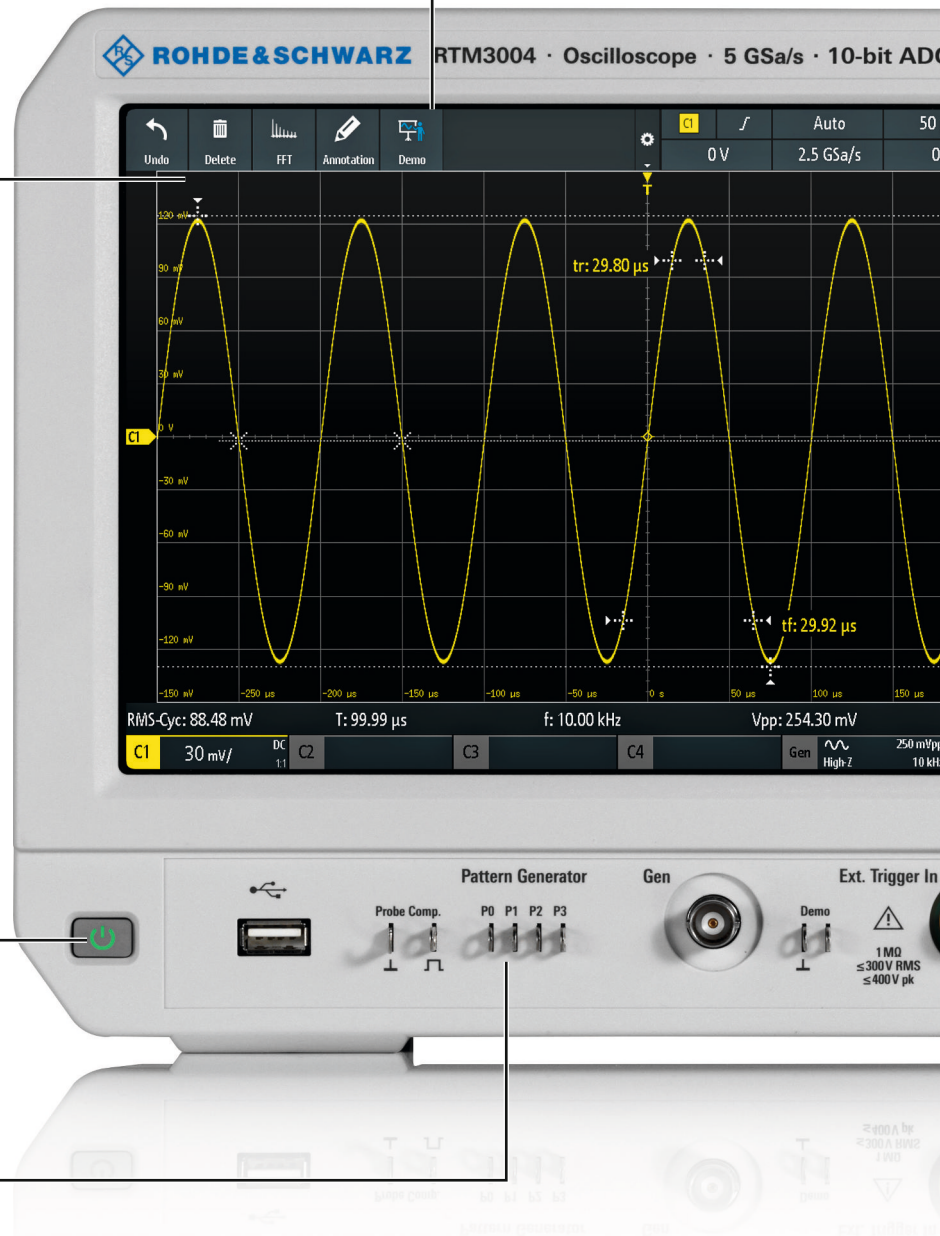 R&S ROHDE&SCHWARZ RTM3004 · Oscilloscope · 5 GSa/s · 10-bit
Undo Delete FFT Annotation Demo
C1 Auto 50
0 V 2.5 GSa/s
T
120 mV
90 mV
tr: 29.80 µs
60 mV
30 mV
C1 0 V
-30 mV
-60 mV
-90 mV
tf: 29.92 µs
-120 mV
-150 mV -250 µs -200 µs -150 µs -100 µs -50 µs 0 s 50 µs 100 µs 150 µs
RMS-Cyc: 88.48 mV T: 99.99 µs f: 10.00 kHz Vpp: 254.30 mV
C1 30 mV/ DC 1:1 C2 C3 C4 Gen High-Z 250 mVpp 10 kHz
Pattern Generator Gen Ext. Trigger In
Probe Comp. P0 P1 P2 P3 Demo
1 MΩ
≤300 V RMS
≤400 V pk